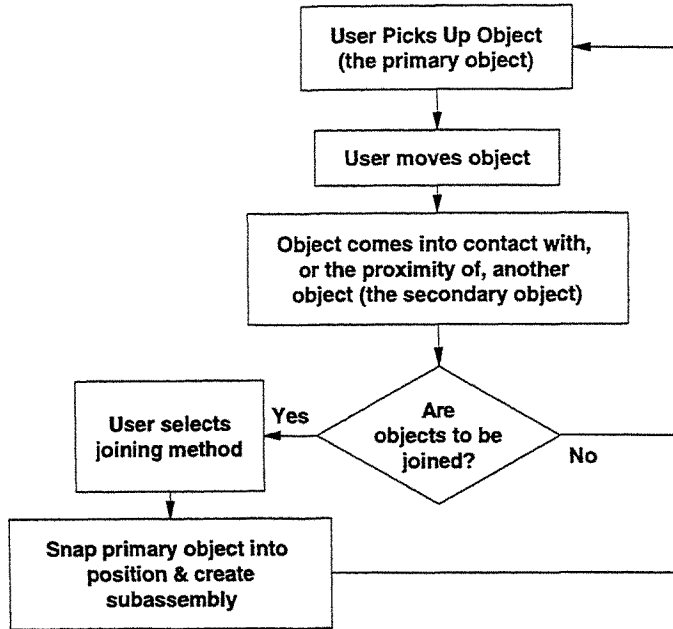 User Picks Up Object
(the primary object)
User moves object
Object comes into contact with,
or the proximity of, another
object (the secondary object)
Are
objects to be
joined?
Yes
No
User selects
joining method
Snap primary object into
position & create
subassembly